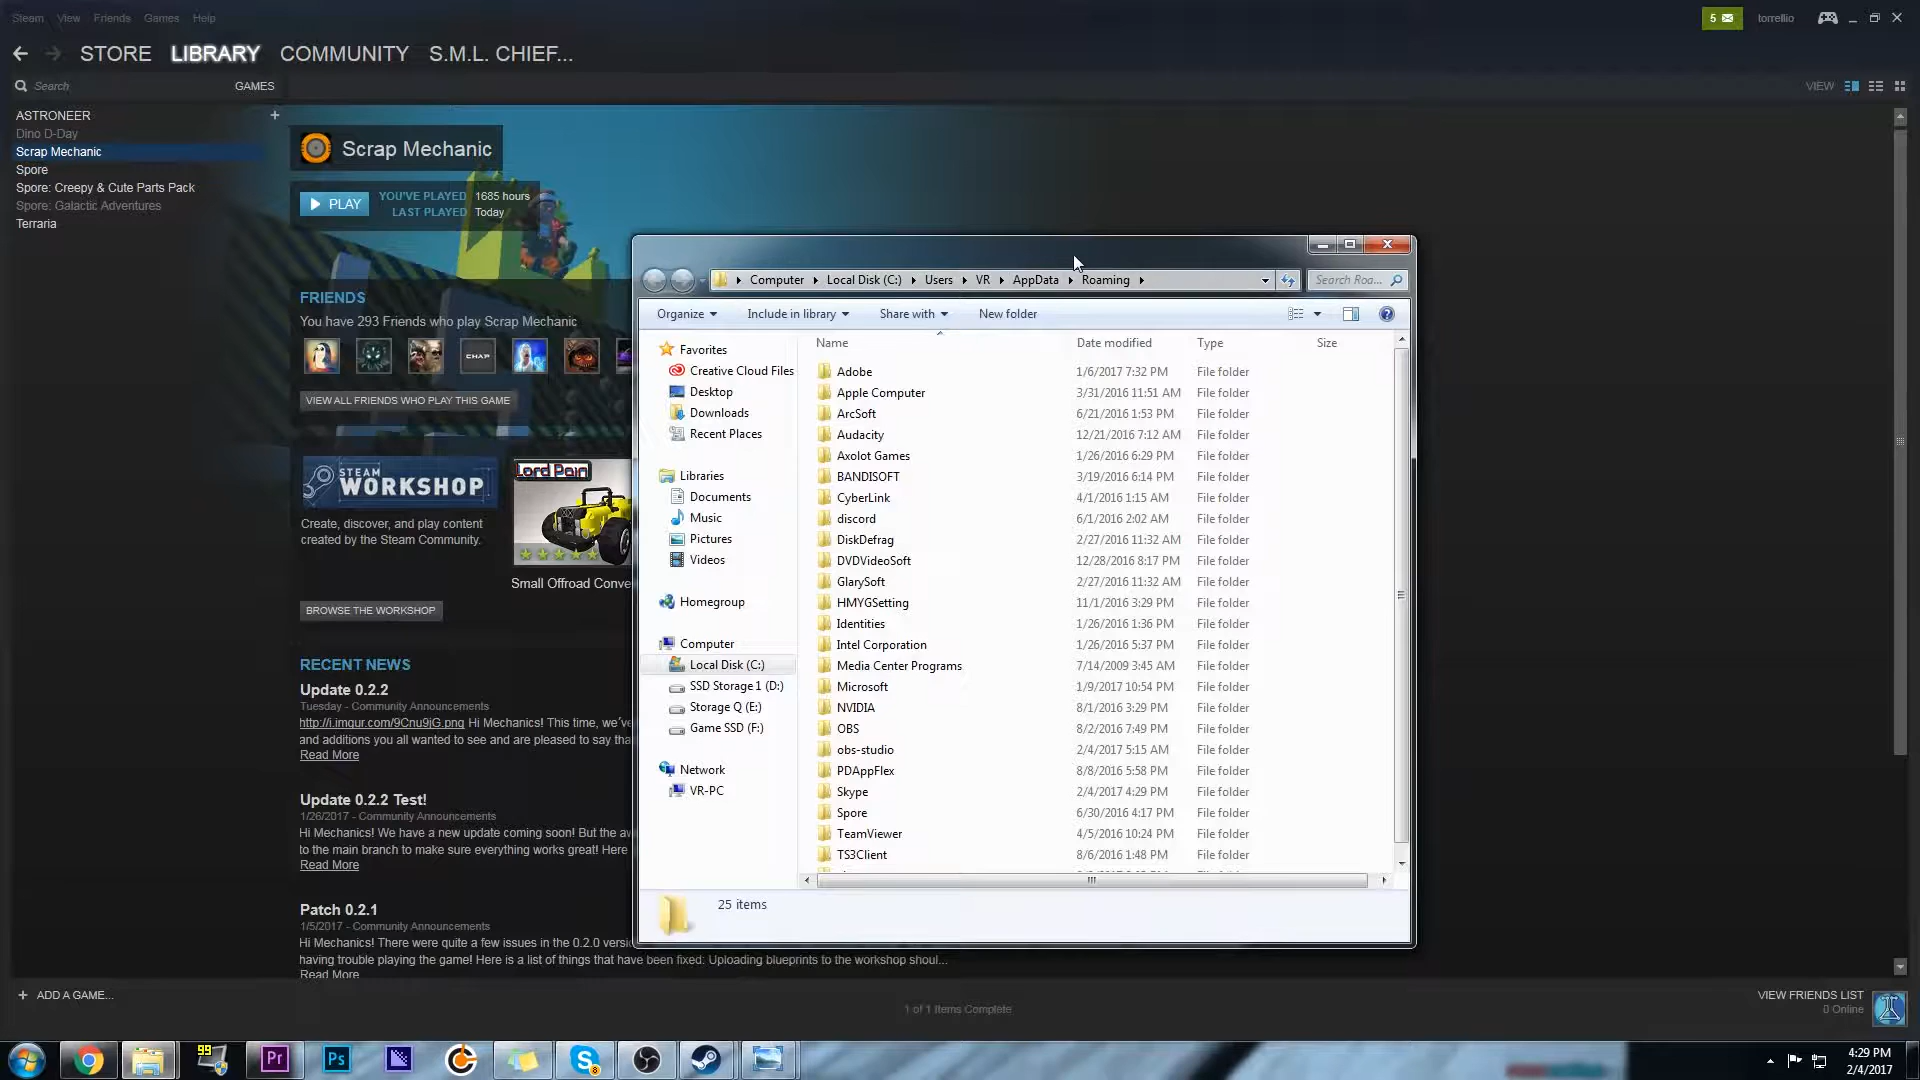 Steam View Friends Games Help
5
torrellio
STORE LIBRARY COMMUNITY S.M.L. CHIEF...
Search
GAMES
VIEW
ASTRONEER
Dino D-Day
Scrap Mechanic
Spore
Spore: Creepy & Cute Parts Pack
Spore: Galactic Adventures
Terraria
Scrap Mechanic
PLAY
YOU'VE PLAYED 1685 hours
LAST PLAYED Today
FRIENDS
You have 293 Friends who play Scrap Mechanic
CHAP
VIEW ALL FRIENDS WHO PLAY THIS GAME
STEAM
WORKSHOP
Create, discover, and play content
created by the Steam Community.
Lord Pain
Small Offroad Conve
BROWSE THE WORKSHOP
RECENT NEWS
Update 0.2.2
Tuesday - Community Announcements
http://i.imgur.com/9Cnu9jG.png Hi Mechanics! This time, we've
and additions you all wanted to see and are pleased to say tha
Read More
Update 0.2.2 Test!
1/26/2017 - Community Announcements
Hi Mechanics! We have a new update coming soon! But the aw
to the main branch to make sure everything works great! Here
Read More
Patch 0.2.1
1/5/2017 - Community Announcements
Hi Mechanics! There were quite a few issues in the 0.2.0 versio
having trouble playing the game! Here is a list of things that have been fixed: Uploading blueprints to the workshop shoul...
Read More
Computer Local Disk (C:) Users VR AppData Roaming
Search Roa...
Organize Include in library Share with New folder
Favorites
Creative Cloud Files
Desktop
Downloads
Recent Places
Libraries
Documents
Music
Pictures
Videos
Homegroup
Computer
Local Disk (C:)
SSD Storage 1 (D:)
Storage Q (E:)
Game SSD (F:)
Network
VR-PC
Name Date modified Type Size
Adobe 1/6/2017 7:32 PM File folder
Apple Computer 3/31/2016 11:51 AM File folder
ArcSoft 6/21/2016 1:53 PM File folder
Audacity 12/21/2016 7:12 AM File folder
Axolot Games 1/26/2016 6:29 PM File folder
BANDISOFT 3/19/2016 6:14 PM File folder
CyberLink 4/1/2016 1:15 AM File folder
discord 6/1/2016 2:02 AM File folder
DiskDefrag 2/27/2016 11:32 AM File folder
DVDVideoSoft 12/28/2016 8:17 PM File folder
GlarySoft 2/27/2016 11:32 AM File folder
HMYGSetting 11/1/2016 3:29 PM File folder
Identities 1/26/2016 1:36 PM File folder
Intel Corporation 1/26/2016 5:37 PM File folder
Media Center Programs 7/14/2009 3:45 AM File folder
Microsoft 1/9/2017 10:54 PM File folder
NVIDIA 8/1/2016 3:29 PM File folder
OBS 8/2/2016 7:49 PM File folder
obs-studio 2/4/2017 5:15 AM File folder
PDAppFlex 8/8/2016 5:58 PM File folder
Skype 2/4/2017 4:29 PM File folder
Spore 6/30/2016 4:17 PM File folder
TeamViewer 4/5/2016 10:24 PM File folder
TS3Client 8/6/2016 1:48 PM File folder
25 items
ADD A GAME...
1 of 1 Items Complete
VIEW FRIENDS LIST
0 Online
99
Pr
Ps
8
4:29 PM
2/4/2017